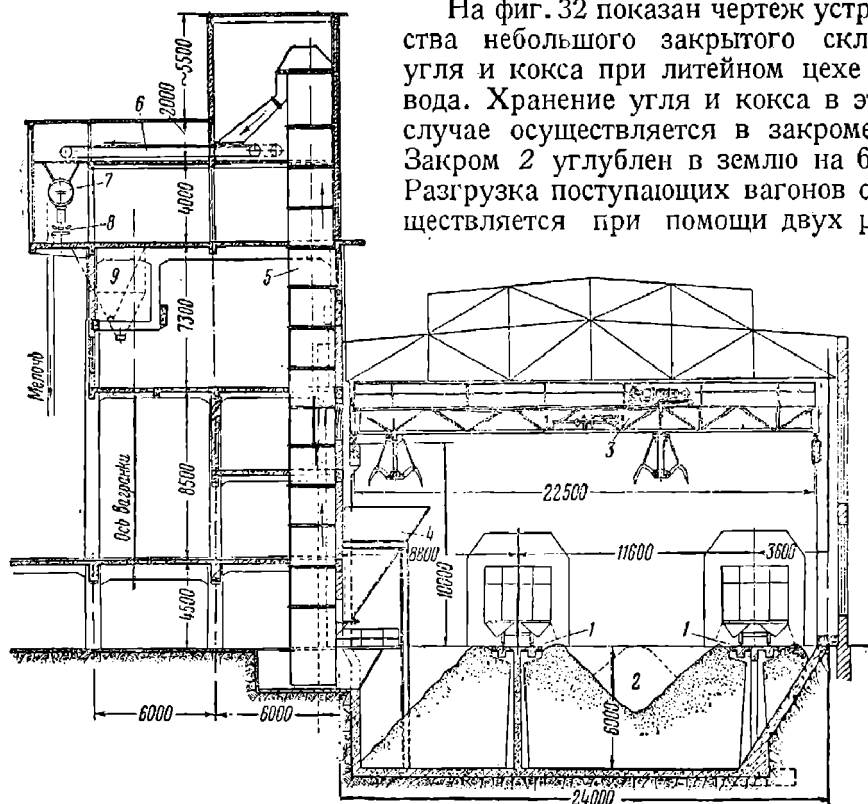 На фиг. 32 показан чертеж устр
ства небольшого закрытого скл
угля и кокса при литейном цехе
вода. Хранение угля и кокса в э
случае осуществляется в закроме
Закром 2 углублен в землю на 6
Разгрузка поступающих вагонов о
ществляется при помощи двух р
~5500
2000
6
7
4000
8
9
5
7300
Мелочь
3
22500
Ось вагранки
8500
4
8800
11600
3600
4500
1
1
2
6000
6000
6000
24000